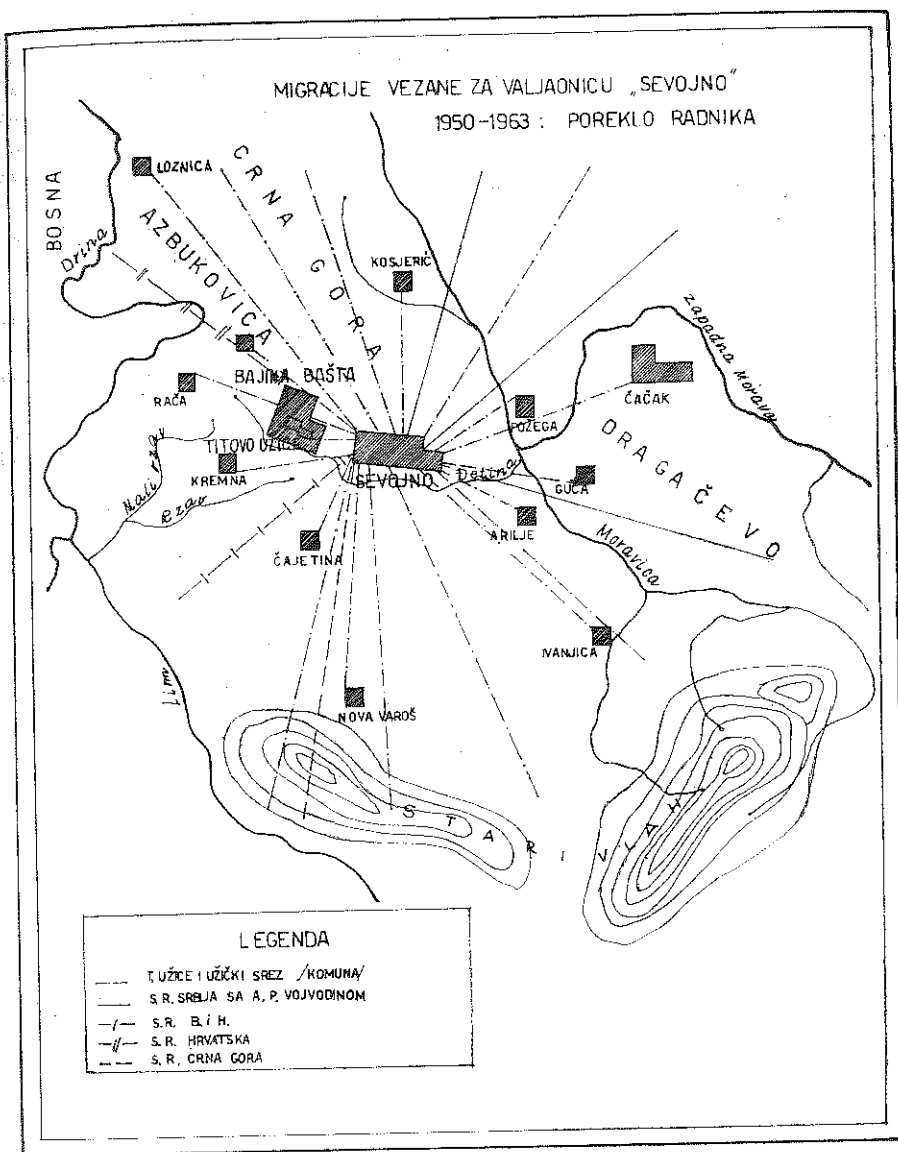 MIGRACIJE VEZANE ZA VALJAONICU „SEVOJNO"
1950-1963 : POREKLO RADNIKA
BOSNA
LOZNICA
CRNA GORA
AZBUKOVICA
Drina
KOSJERIĆ
zapadna Morava
BAJINA BAŠTA
RAČA
ČAČAK
POŽEGA
DRAGAČEVO
TITOVO UŽICE
SEVOJNO
Đetinja
KREMNA
Mali rzav
Rzav
GUČA
ARILJE
ČAJETINA
Moravica
IVANJICA
Lim
NOVA VAROŠ
STARI VLAH
LEGENDA
T. UŽICE I UŽIČKI SREZ /KOMUNA/
S.R. SRBIJA SA A.P. VOJVODINOM
S.R. B. i H.
S.R. HRVATSKA
S.R. CRNA GORA